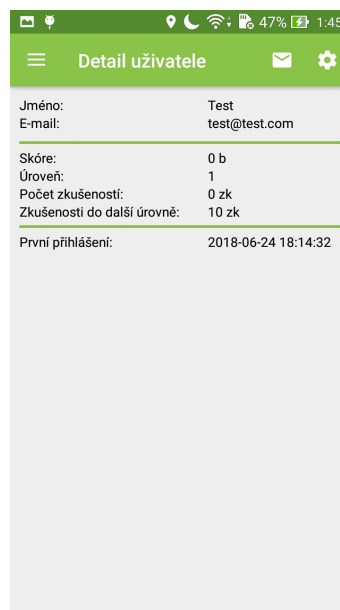 47% 1:45
Detail uživatele
Jméno: Test
E-mail: test@test.com
Skóre: 0 b
Úroveň: 1
Počet zkušeností: 0 zk
Zkušenosti do další úrovně: 10 zk
První přihlášení: 2018-06-24 18:14:32